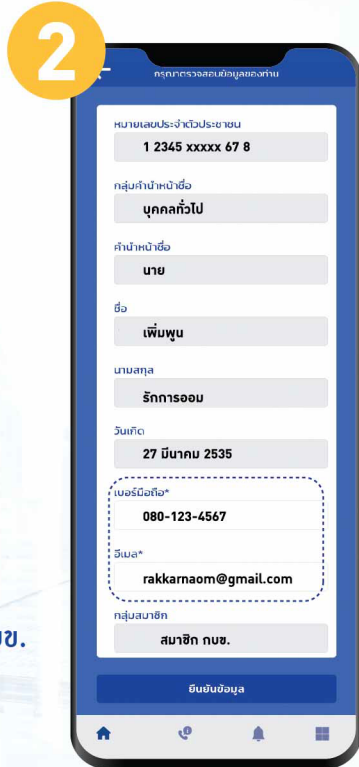 2
กรุณาตรวจสอบข้อมูลของท่าน
หมายเลขประจำตัวประชาชน
1 2345 xxxxx 67 8
กลุ่มคำนำหน้าชื่อ
บุคคลทั่วไป
คำนำหน้าชื่อ
นาย
ชื่อ
เพิ่มพูน
นามสกุล
รักการออม
วันเกิด
27 มีนาคม 2535
เบอร์มือถือ*
080-123-4567
อีเมล*
rakkarnaom@gmail.com
กลุ่มสมาชิก
สมาชิก กบข.
ยืนยันข้อมูล